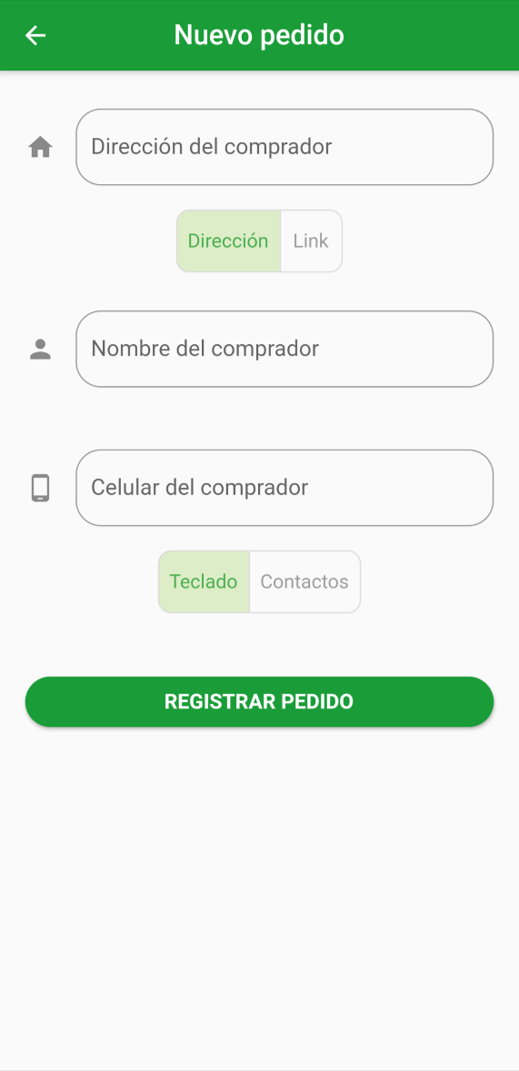 Nuevo pedido
Dirección del comprador
Dirección Link
Nombre del comprador
Celular del comprador
Teclado Contactos
REGISTRAR PEDIDO